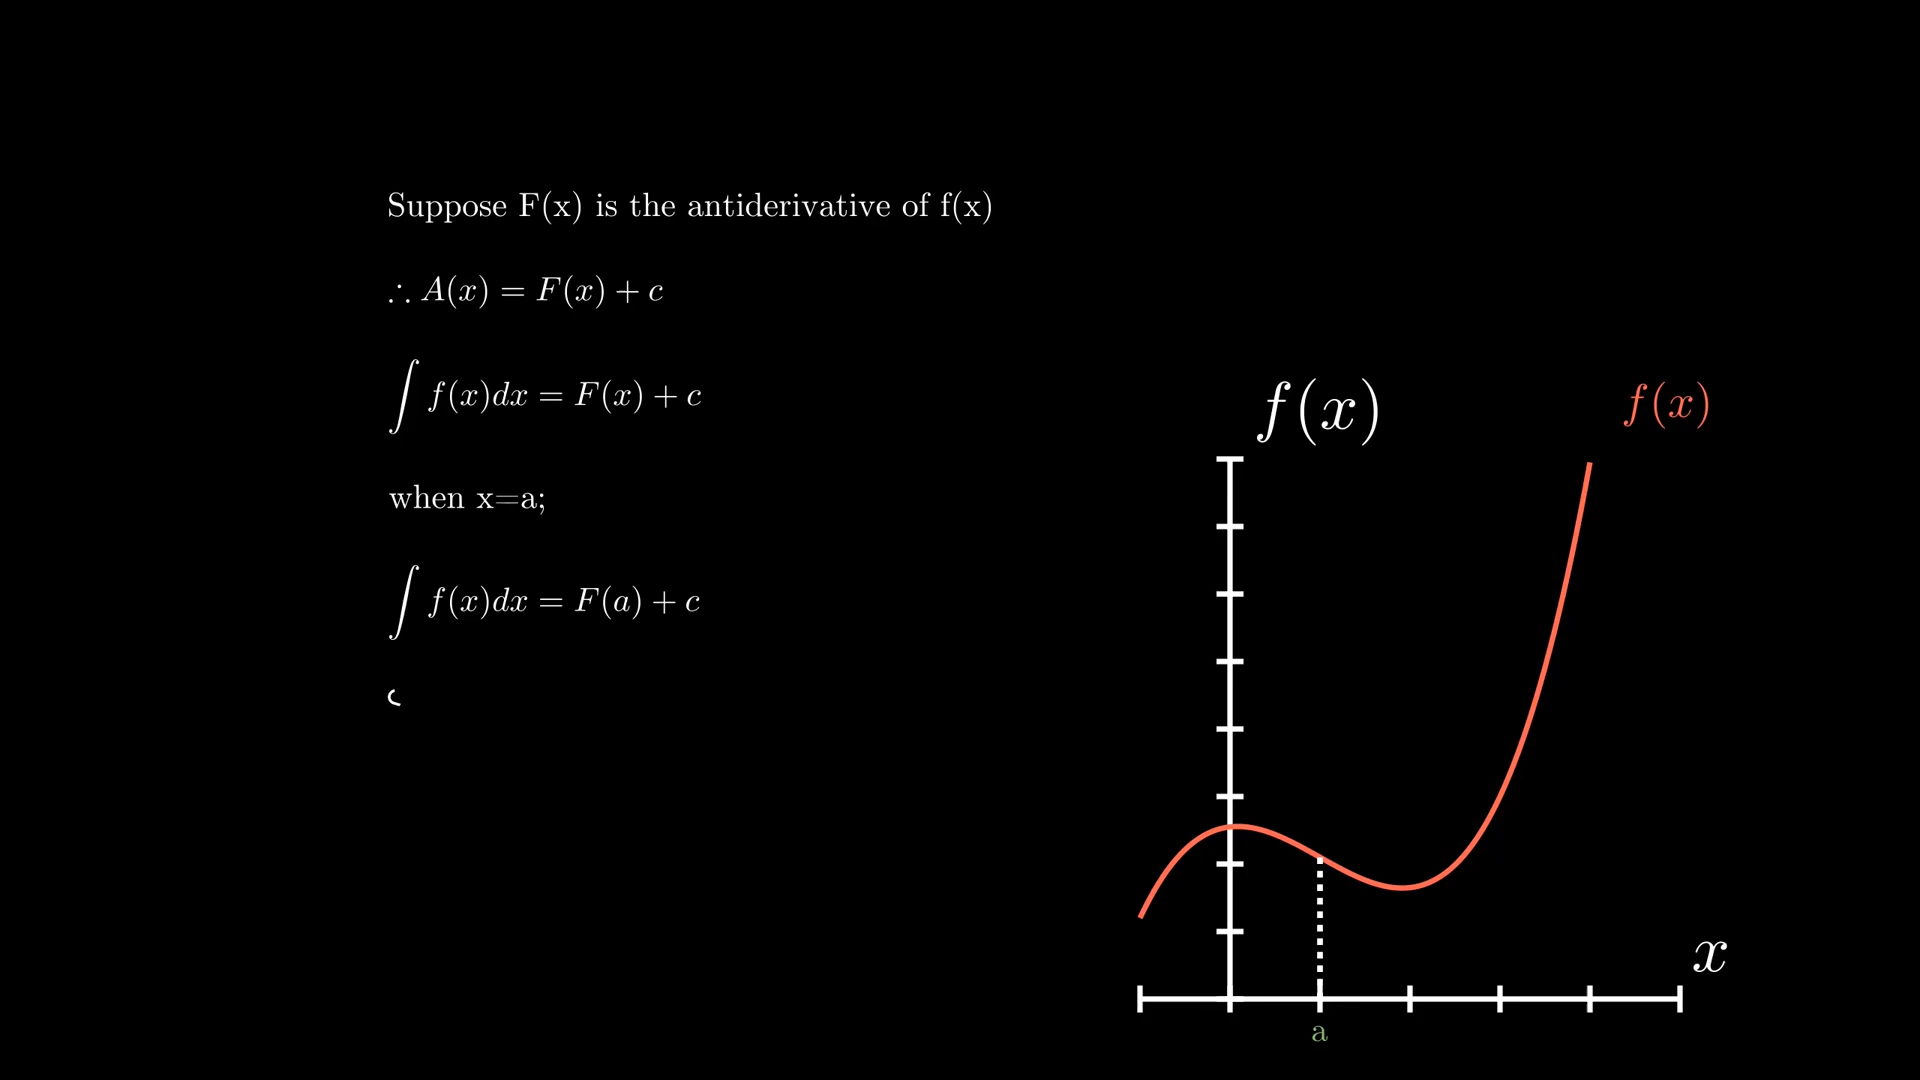 Suppose F(x) is the antiderivative of f(x)
∴ A(x) = F(x) + c
∫ f(x)dx = F(x) + c
when x=a;
∫ f(x)dx = F(a) + c
f(x)
f(x)
x
a